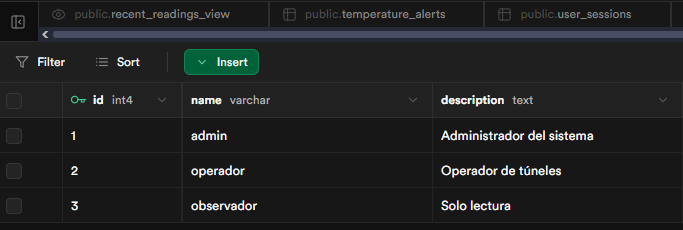 public.recent_readings_view public.temperature_alerts public.user_sessions
Filter Sort Insert
id int4 name varchar description text
1 admin Administrador del sistema
2 operador Operador de túneles
3 observador Solo lectura